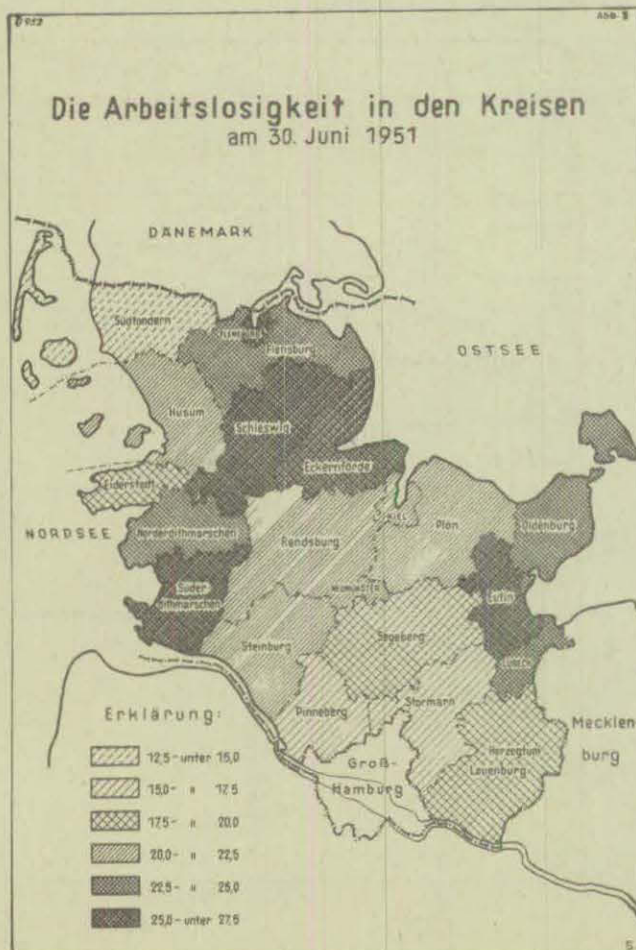 Die Arbeitslosigkeit in den Kreisen
am 30. Juni 1951
DÄNEMARK
OSTSEE
NORDSEE
Südtondern
Flensburg
Husum
Schleswig
Eckernförde
Eiderstedt
Norderdithmarschen
Rendsburg
KIEL
Plön
Oldenburg
Süder
dithmarschen
NEUMÜNSTER
Eutin
Steinburg
Segeberg
LÜBECK
Pinneberg
Stormarn
Groß-
Hamburg
Herzogtum
Lauenburg
Mecklen
burg
Erklärung:
12,5 - unter 15,0
15,0 - " 17,5
17,5 - " 20,0
20,0 - " 22,5
22,5 - " 25,0
25,0 - unter 27,5